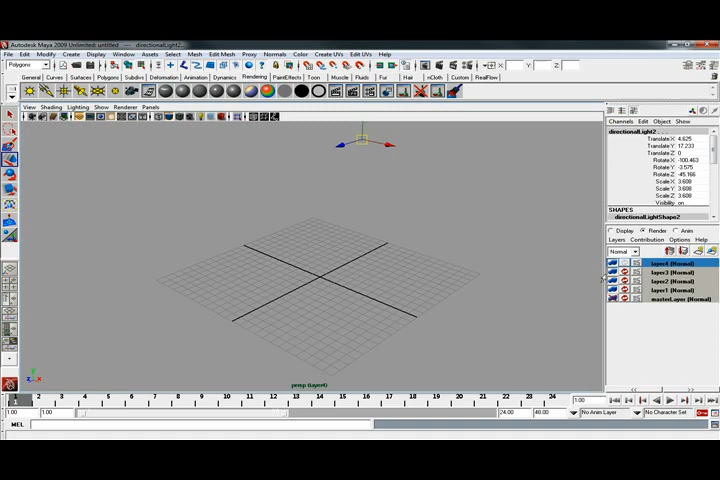 Autodesk Maya 2009 Unlimited: untitled --- directionalLight2...
File Edit Modify Create Display Window Assets Select Mesh Edit Mesh Proxy Normals Color Create UVs Edit UVs Help
Polygons X: Y: Z:
General Curves Surfaces Polygons Subdivs Deformation Animation Dynamics Rendering PaintEffects Toon Muscle Fluids Fur Hair nCloth Custom RealFlow
View Shading Lighting Show Renderer Panels
Channels Edit Object Show
directionalLight2...
Translate X 4.625
Translate Y 17.233
Translate Z 0
Rotate X -100.463
Rotate Y -3.575
Rotate Z -45.166
Scale X 3.608
Scale Y 3.608
Scale Z 3.608
Visibility on
SHAPES
directionalLightShape2
Display Render Anim
Layers Contribution Options Help
Normal
layer4 (Normal)
layer3 (Normal)
layer2 (Normal)
layer1 (Normal)
masterLayer (Normal)
persp (layer4)
1 2 3 4 5 6 7 8 9 10 11 12 13 14 15 16 17 18 19 20 21 22 23 24 1.00
1
1.00 1.00 24.00 48.00 No Anim Layer No Character Set
MEL